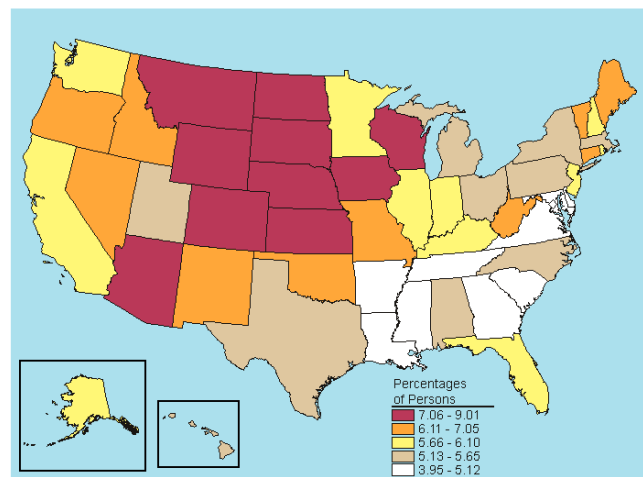 Percentages
of Persons
7.06 - 9.01
6.11 - 7.05
5.66 - 6.10
5.13 - 5.65
3.95 - 5.12